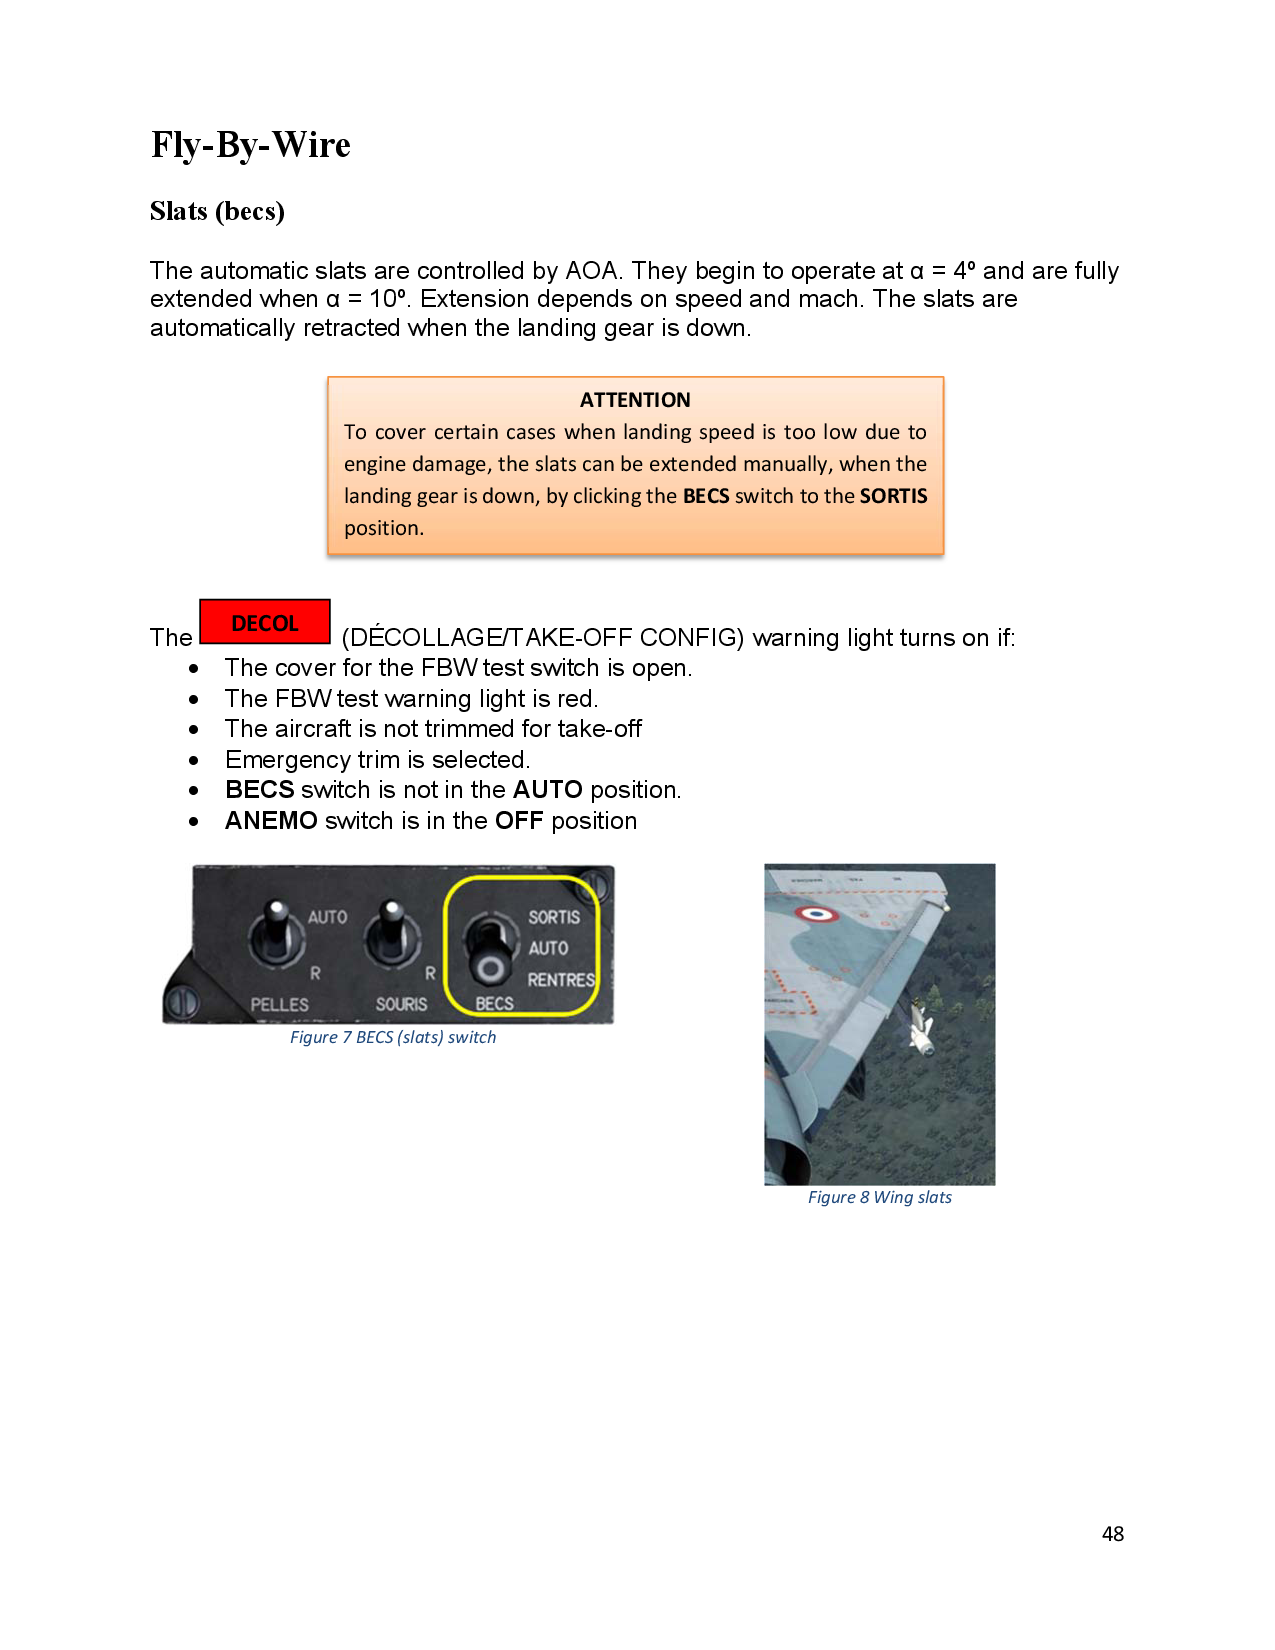 Fly-By-Wire
Slats (becs)
The automatic slats are controlled by AOA. They begin to operate at α = 4º and are fully
extended when α = 10º. Extension depends on speed and mach. The slats are
automatically retracted when the landing gear is down.
ATTENTION
To cover certain cases when landing speed is too low due to
engine damage, the slats can be extended manually, when the
landing gear is down, by clicking the BECS switch to the SORTIS
position.
The DECOL (DÉCOLLAGE/TAKE-OFF CONFIG) warning light turns on if:
• The cover for the FBW test switch is open.
• The FBW test warning light is red.
• The aircraft is not trimmed for take-off
• Emergency trim is selected.
• BECS switch is not in the AUTO position.
• ANEMO switch is in the OFF position
AUTO
R
PELLES
R
SOURIS
SORTIS
AUTO
RENTRES
BECS
Figure 7 BECS (slats) switch
Figure 8 Wing slats
48